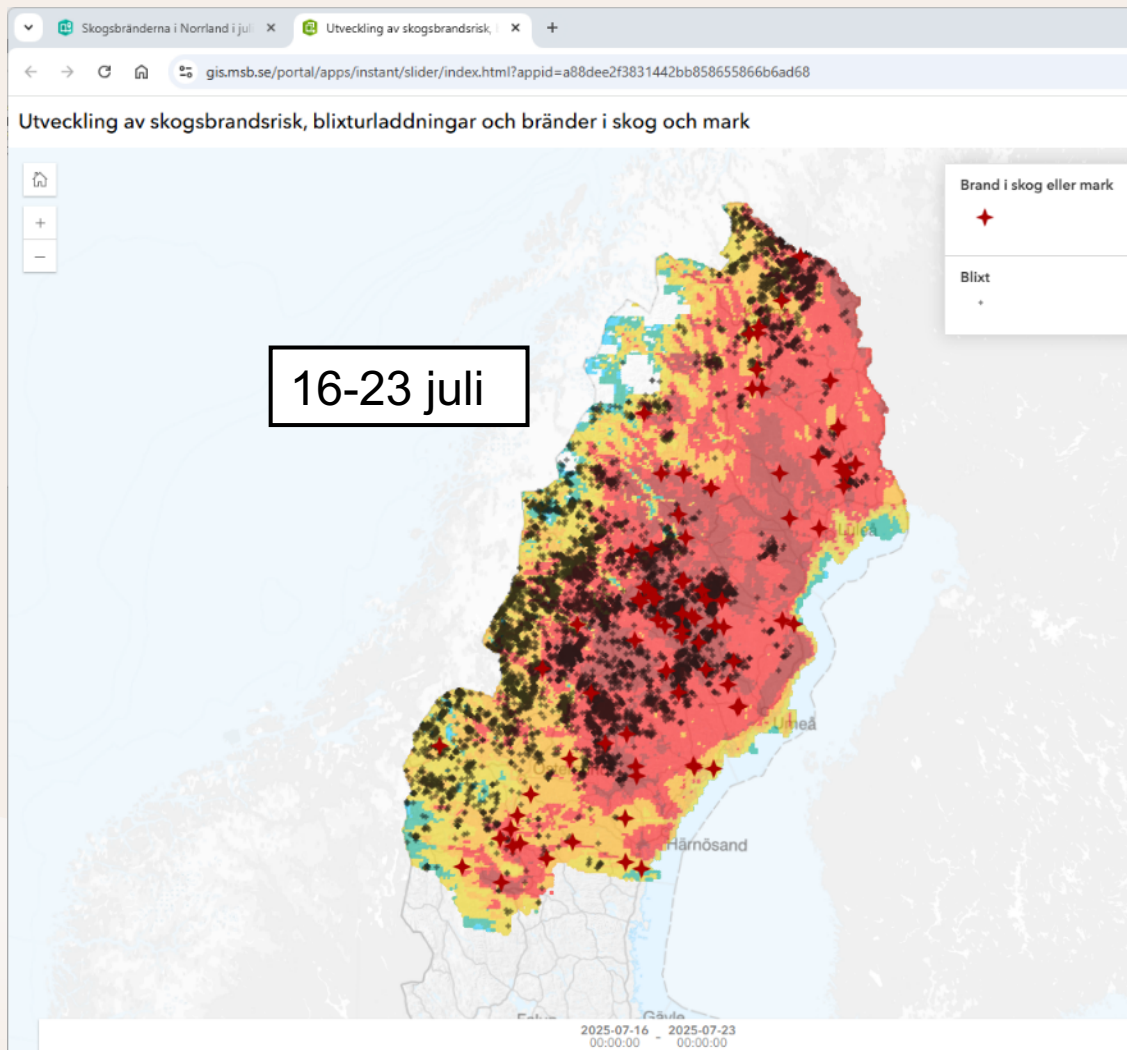 Skogsbränderna i Norrland i jul
Utveckling av skogsbrandsrisk,
gis.msb.se/portal/apps/instant/slider/index.html?appid=a88dee2f3831442bb858655866b6ad68
Utveckling av skogsbrandsrisk, blixturladdningar och bränder i skog och mark
Brand i skog eller mark
Blixt
16-23 juli
Luleå
Umeå
Härnösand
Gävle
2025-07-16 - 2025-07-23
00:00:00 00:00:00